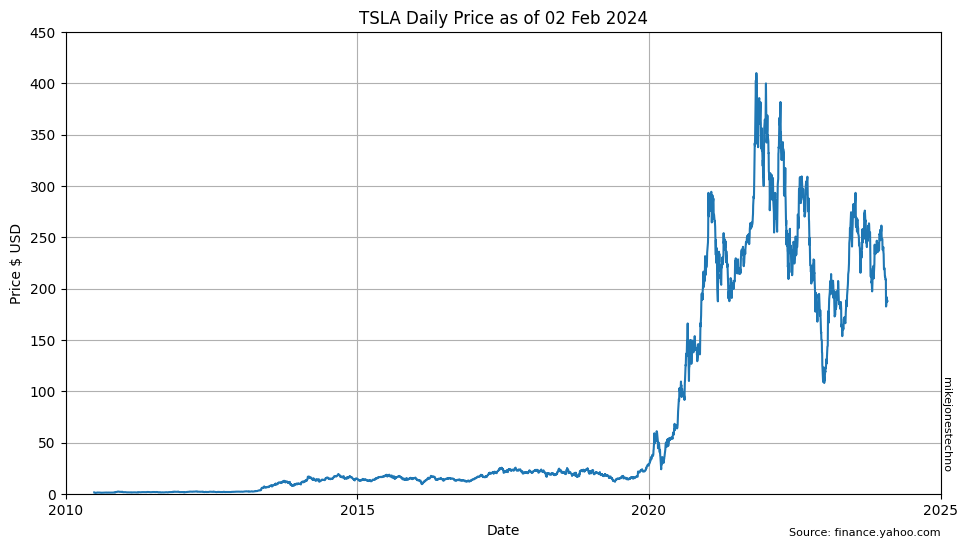 TSLA Daily Price as of 02 Feb 2024
450
400
350
300
250
200
150
100
50
0
Price $ USD
2010
2015
2020
2025
Date
mikejonestechno
Source: finance.yahoo.com